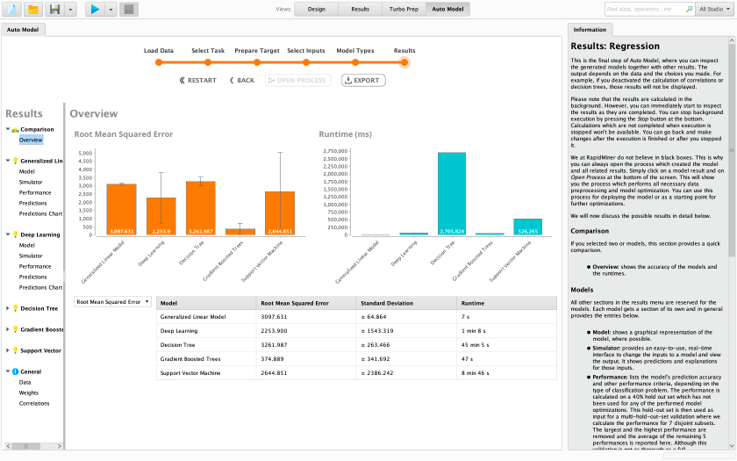 Views:
Design
Results
Turbo Prep
Auto Model
Find data, operators...etc
All Studio
Auto Model
Load Data
Select Task
Prepare Target
Select Inputs
Model Types
Results
RESTART
BACK
OPEN PROCESS
EXPORT
Results
Comparison
Overview
Generalized Lin
Model
Simulator
Performance
Predictions
Predictions Chart
Deep Learning
Model
Simulator
Performance
Predictions
Predictions Chart
Decision Tree
Gradient Booste
Support Vector
General
Data
Weights
Correlations
Overview
Root Mean Squared Error
5,000
4,500
4,000
3,500
3,000
2,500
2,000
1,500
1,000
500
0
3,097.631
2,253.9
3,261.987
2,644.851
Generalized Linear Model
Deep Learning
Decision Tree
Gradient Boosted Trees
Support Vector Machine
Runtime (ms)
2,750,000
2,500,000
2,250,000
2,000,000
1,750,000
1,500,000
1,250,000
1,000,000
750,000
500,000
250,000
0
2,705,824
526,265
Generalized Linear Model
Deep Learning
Decision Tree
Gradient Boosted Trees
Support Vector Machine
Root Mean Squared Error
Model Root Mean Squared Error Standard Deviation Runtime
Generalized Linear Model 3097.631 ± 64.864 7 s
Deep Learning 2253.900 ± 1543.319 1 min 8 s
Decision Tree 3261.987 ± 263.466 45 min 5 s
Gradient Boosted Trees 374.889 ± 341.692 47 s
Support Vector Machine 2644.851 ± 2386.242 8 min 46 s
Information
Results: Regression
This is the final step of Auto Model, where you can inspect
the generated models together with other results. The
output depends on the data and the choices you made. For
example, if you deactivated the calculation of correlations or
decision trees, those results will not be displayed.
Please note that the results are calculated in the
background. However, you can immediately start to inspect
the results as they are completed. You can stop background
execution by pressing the Stop button at the bottom.
Calculations which are not completed when execution is
stopped won't be available. You can go back and make
changes after the execution is finished or after you stopped
it.
We at RapidMiner do not believe in black boxes. This is why
you can always open the process which created the model
and all related results. Simply click on a model result and on
Open Process at the bottom of the screen. This will show
you the process which performs all necessary data
preprocessing and model optimization. You can use this
process for deploying the model or as a starting point for
further optimizations.
We will now discuss the possible results in detail below.
Comparison
If you selected two or models, this section provides a quick
comparison.
● Overview: shows the accuracy of the models and
the runtimes.
Models
All other sections in the results menu are reserved for the
models. Each model gets a section of its own and in general
provides the entries below.
● Model: shows a graphical representation of the
model, where possible.
● Simulator: provides an easy-to-use, real-time
interface to change the inputs to a model and view
the output. It shows predictions and explanations
for those inputs.
● Performance: lists the model's prediction accuracy
and other performance criteria, depending on the
type of classification problem. The performance is
calculated on a 40% hold out set which has not
been used for any of the performed model
optimizations. This hold-out set is then used as
input for a multi-hold-out-set validation where we
calculate the performance for 7 disjoint subsets.
The largest and the highest performance are
removed and the average of the remaining 5
performances is reported here. Although this